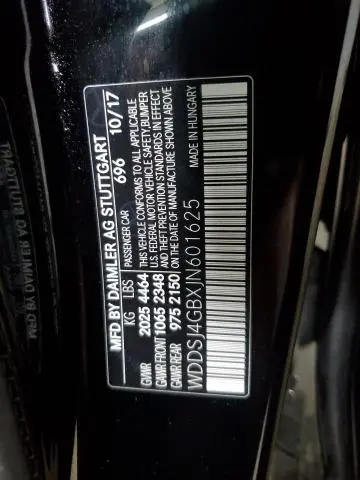 MFD BY DAIMLER AG STUTTGART
PASSENGER CAR 696 10/17
KG LBS THIS VEHICLE CONFORMS TO ALL APPLICABLE
GVWR 2025 4464 U.S. FEDERAL MOTOR VEHICLE SAFETY,BUMPER
GAWR FRONT 1065 2348 AND THEFT PREVENTION STANDARDS IN EFFECT
GAWR REAR 975 2150 ON THE DATE OF MANUFACTURE SHOWN ABOVE
WDDSJ4GBXJN601625
MADE IN HUNGARY